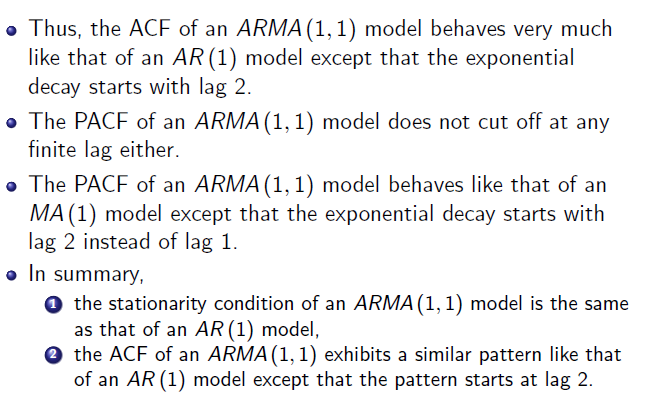 Thus, the ACF of an ARMA (1, 1) model behaves very much
like that of an AR (1) model except that the exponential
decay starts with lag 2.
The PACF of an ARMA (1, 1) model does not cut off at any
finite lag either.
The PACF of an ARMA (1, 1) model behaves like that of an
MA (1) model except that the exponential decay starts with
lag 2 instead of lag 1.
In summary,
1 the stationarity condition of an ARMA (1, 1) model is the same
as that of an AR (1) model,
2 the ACF of an ARMA (1, 1) exhibits a similar pattern like that
of an AR (1) model except that the pattern starts at lag 2.